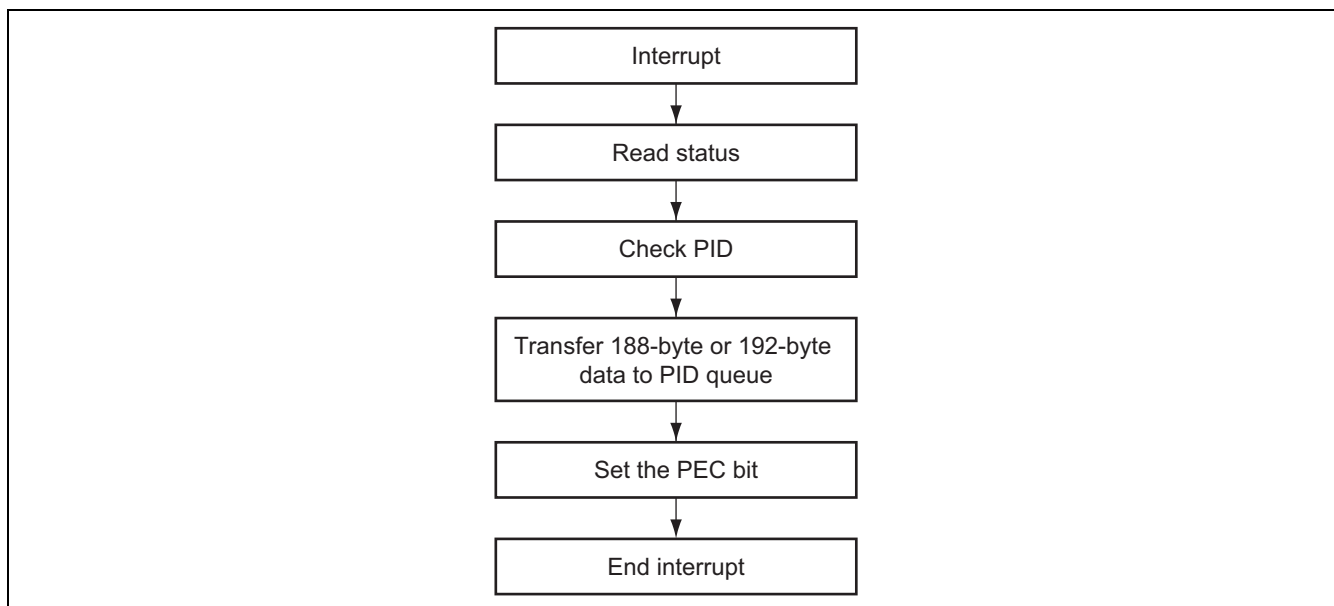 Interrupt
Read status
Check PID
Transfer 188-byte or 192-byte
data to PID queue
Set the PEC bit
End interrupt